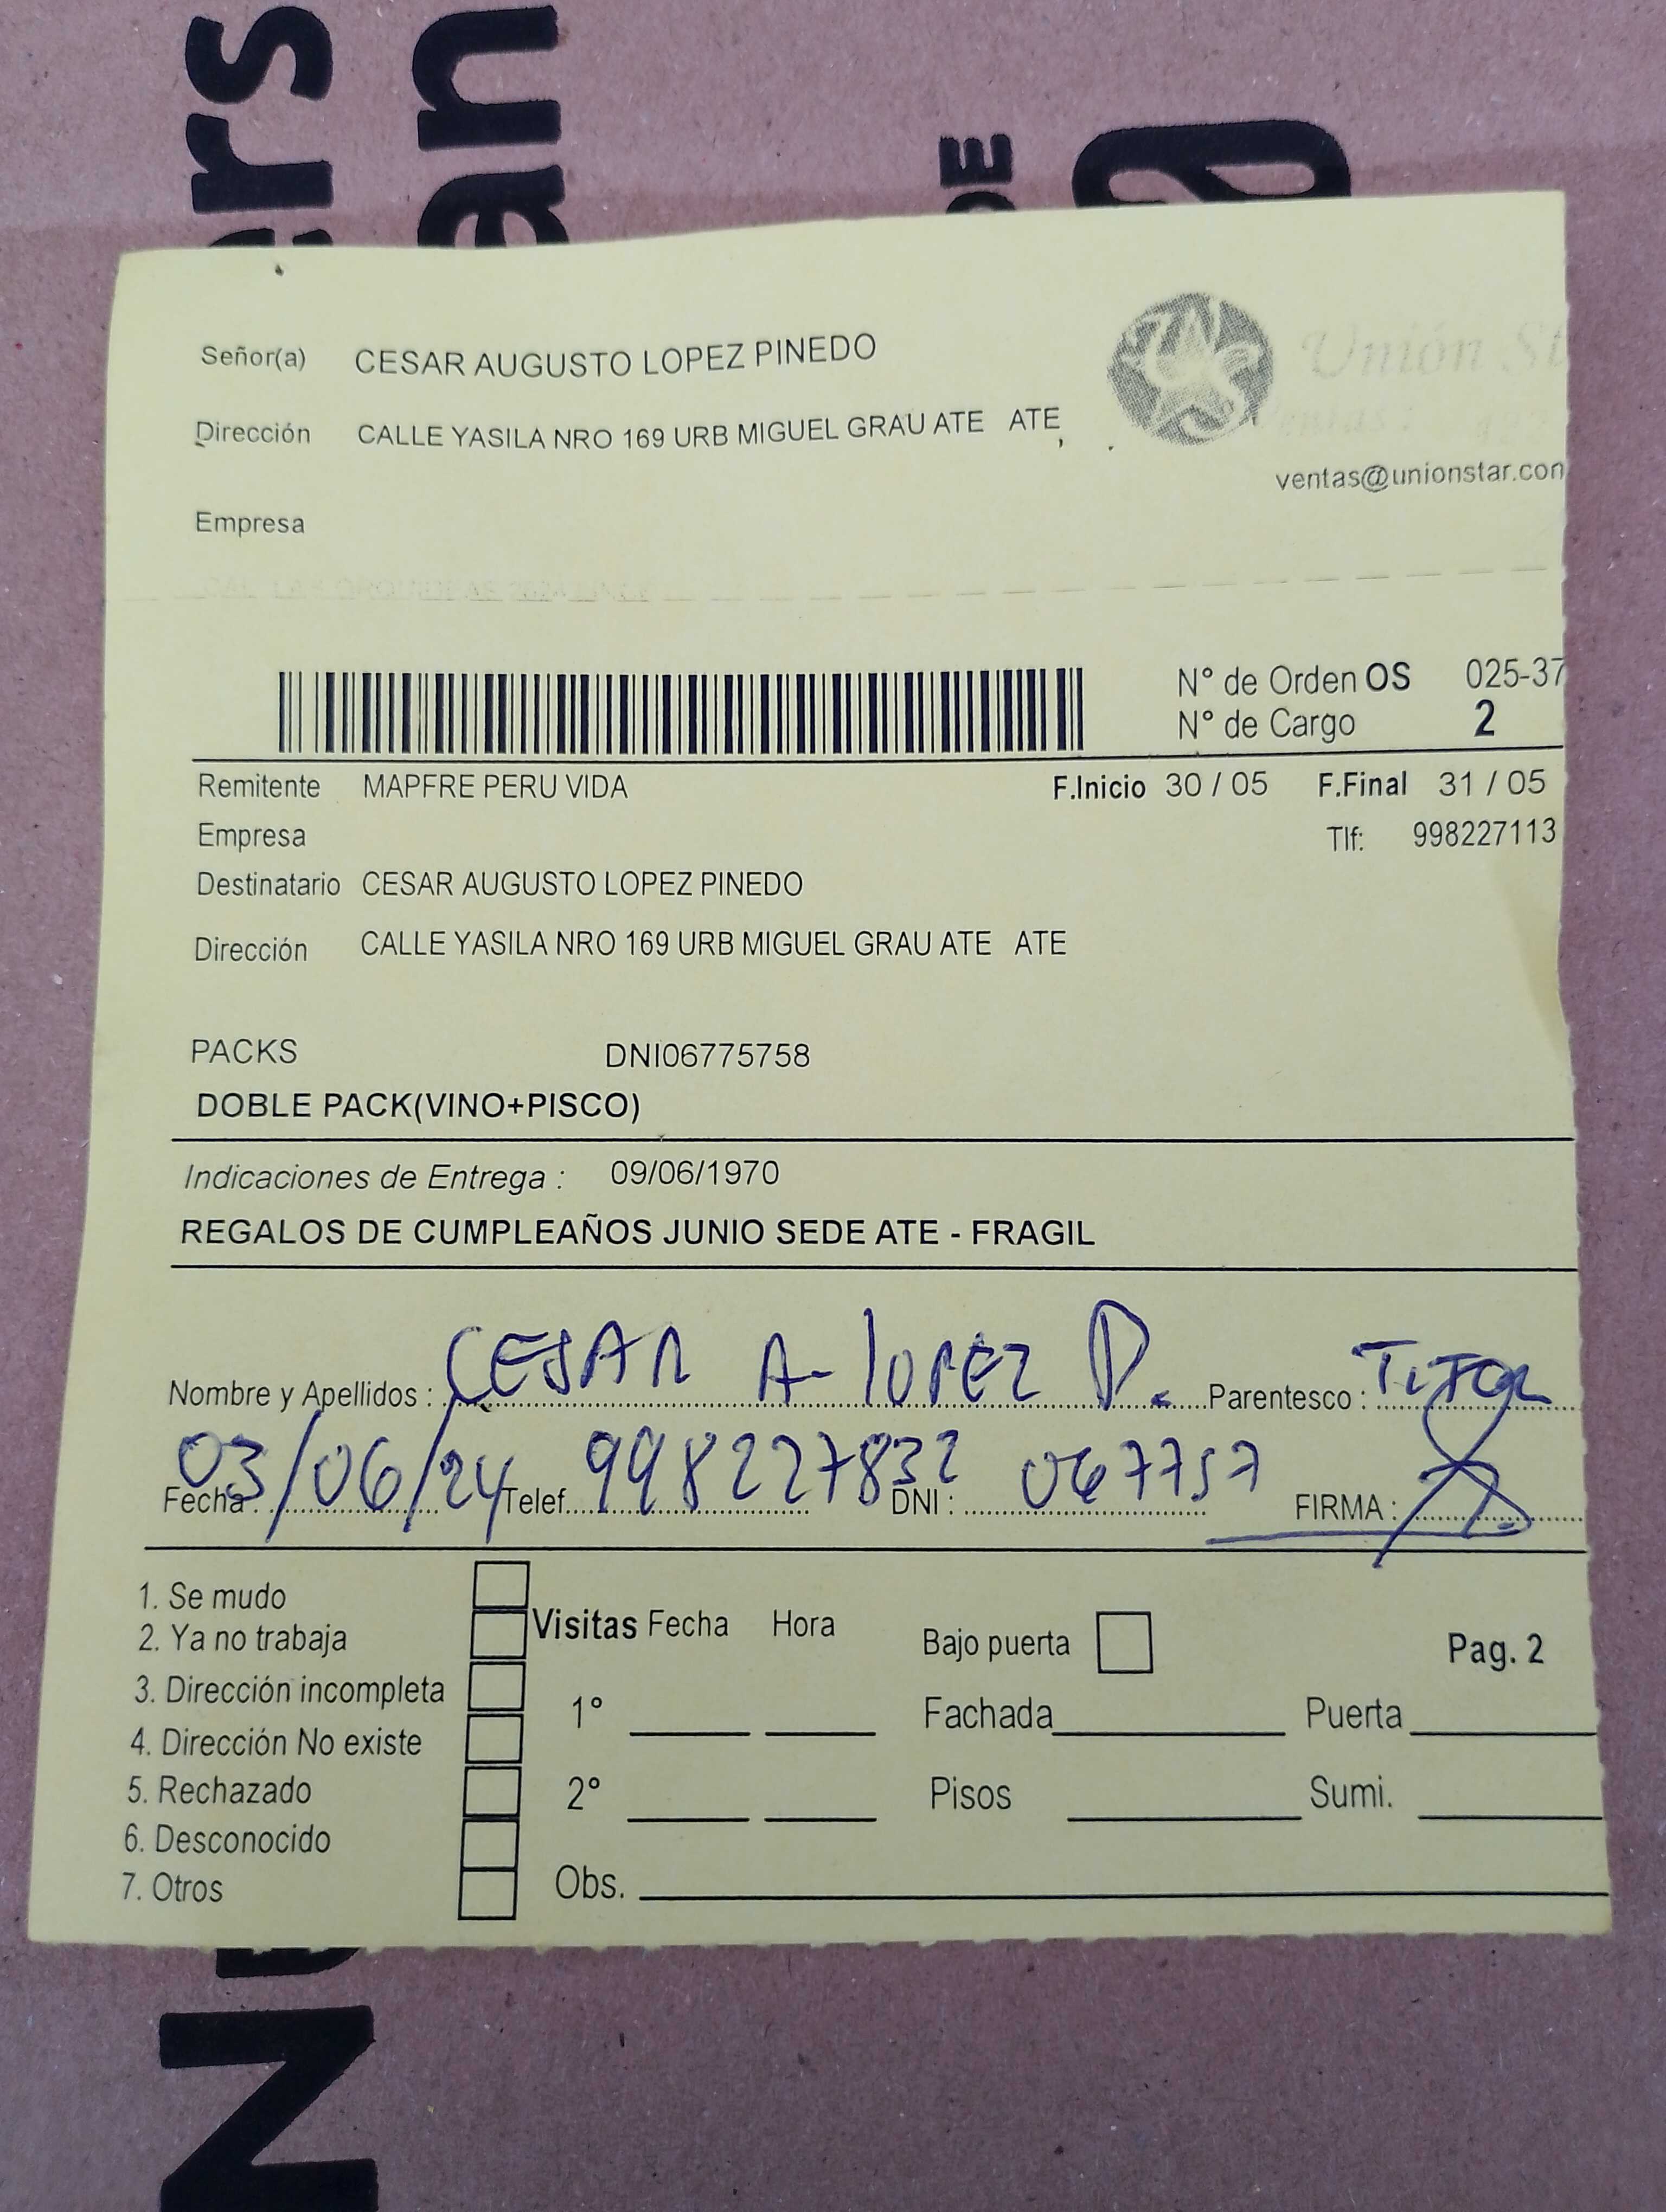 ers
an
DE
Señor(a) CESAR AUGUSTO LOPEZ PINEDO
Unión St
Dirección CALLE YASILA NRO 169 URB MIGUEL GRAU ATE ATE
ventas@unionstar.com
Empresa
N° de Orden OS 025-37
N° de Cargo 2
Remitente MAPFRE PERU VIDA F.Inicio 30 / 05 F.Final 31 / 05
Empresa Tlf: 998227113
Destinatario CESAR AUGUSTO LOPEZ PINEDO
Dirección CALLE YASILA NRO 169 URB MIGUEL GRAU ATE ATE
PACKS DNI06775758
DOBLE PACK(VINO+PISCO)
Indicaciones de Entrega : 09/06/1970
REGALOS DE CUMPLEAÑOS JUNIO SEDE ATE - FRAGIL
Nombre y Apellidos : CESAR A- LOPEZ P. Parentesco :
Fecha : 03/06/24 Telef. 998227832 DNI : 067757 FIRMA :
1. Se mudo
2. Ya no trabaja
3. Dirección incompleta
4. Dirección No existe
5. Rechazado
6. Desconocido
7. Otros
Visitas Fecha Hora Bajo puerta Pag. 2
1° Fachada Puerta
2° Pisos Sumi.
Obs.
N